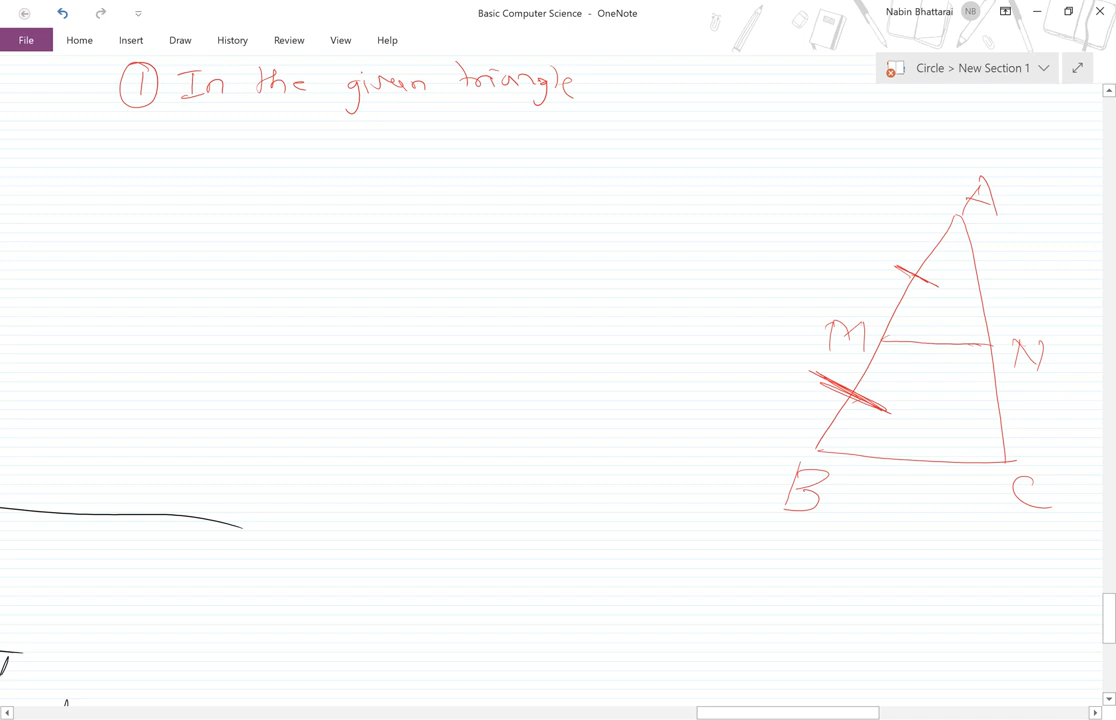 Basic Computer Science - OneNote
Nabin Bhattarai NB
File Home Insert Draw History Review View Help
Circle > New Section 1
1 In the given triangle
A
M N
B C